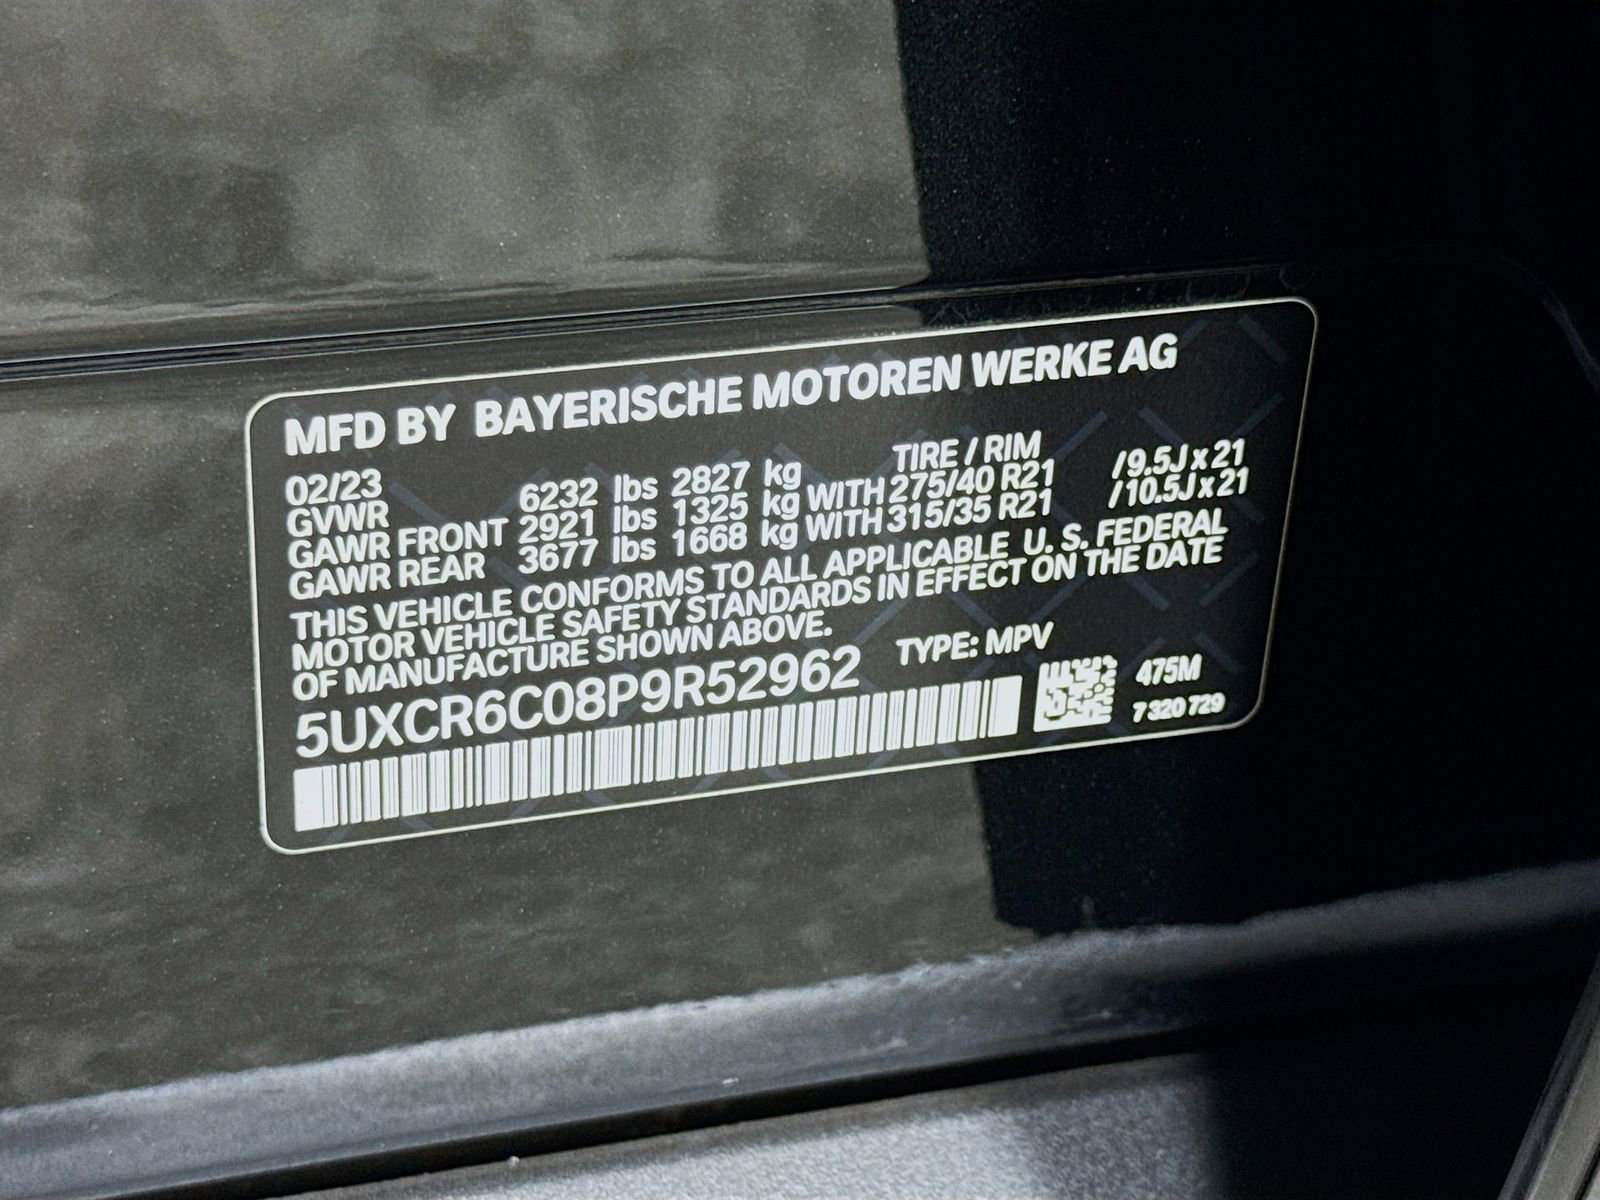 MFD BY BAYERISCHE MOTOREN WERKE AG
02/23 TIRE / RIM
GVWR 6232 lbs 2827 kg
GAWR FRONT 2921 lbs 1325 kg WITH 275/40 R21 /9.5J x 21
GAWR REAR 3677 lbs 1668 kg WITH 315/35 R21 /10.5J x 21
THIS VEHICLE CONFORMS TO ALL APPLICABLE U. S. FEDERAL
MOTOR VEHICLE SAFETY STANDARDS IN EFFECT ON THE DATE
OF MANUFACTURE SHOWN ABOVE.
5UXCR6C08P9R52962 TYPE: MPV
475M
7 320 729